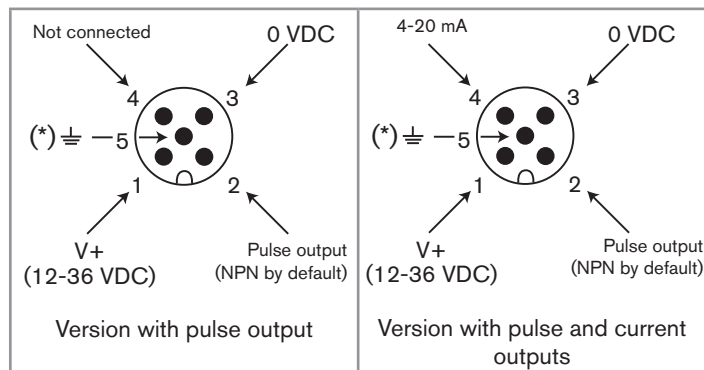 Not connected
0 VDC
4
3
(*)
5
1
2
V+
(12-36 VDC)
Pulse output
(NPN by default)
Version with pulse output
4-20 mA
0 VDC
4
3
(*)
5
1
2
V+
(12-36 VDC)
Pulse output
(NPN by default)
Version with pulse and current
outputs